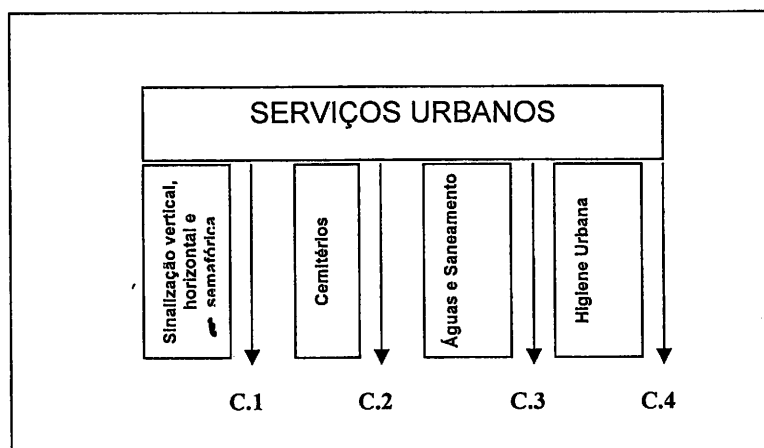 SERVIÇOS URBANOS
Sinalização vertical,
horizontal e
semafórica
Cemitérios
Águas e Saneamento
Higiene Urbana
C.1
C.2
C.3
C.4